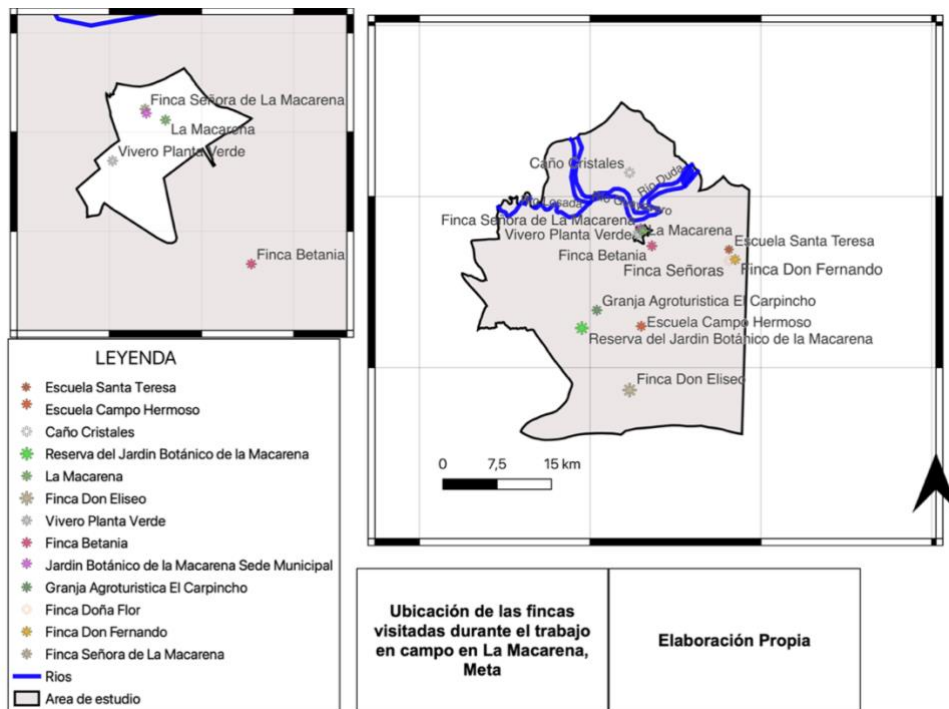 Finca Señora de La Macarena
La Macarena
Vivero Planta Verde
Finca Betania
Caño Cristales
Rio Duda
Rio Losada
Finca Señora de La Macarena
La Macarena
Vivero Planta Verde
Escuela Santa Teresa
Finca Betania
Finca Señoras
Finca Don Fernando
Granja Agroturistica El Carpincho
Escuela Campo Hermoso
Reserva del Jardin Botánico de la Macarena
Finca Don Eliseo
0 7,5 15 km
LEYENDA
Escuela Santa Teresa
Escuela Campo Hermoso
Caño Cristales
Reserva del Jardin Botánico de la Macarena
La Macarena
Finca Don Eliseo
Vivero Planta Verde
Finca Betania
Jardin Botánico de la Macarena Sede Municipal
Granja Agroturistica El Carpincho
Finca Doña Flor
Finca Don Fernando
Finca Señora de La Macarena
Rios
Area de estudio
Ubicación de las fincas
visitadas durante el trabajo
en campo en La Macarena,
Meta
Elaboración Propia